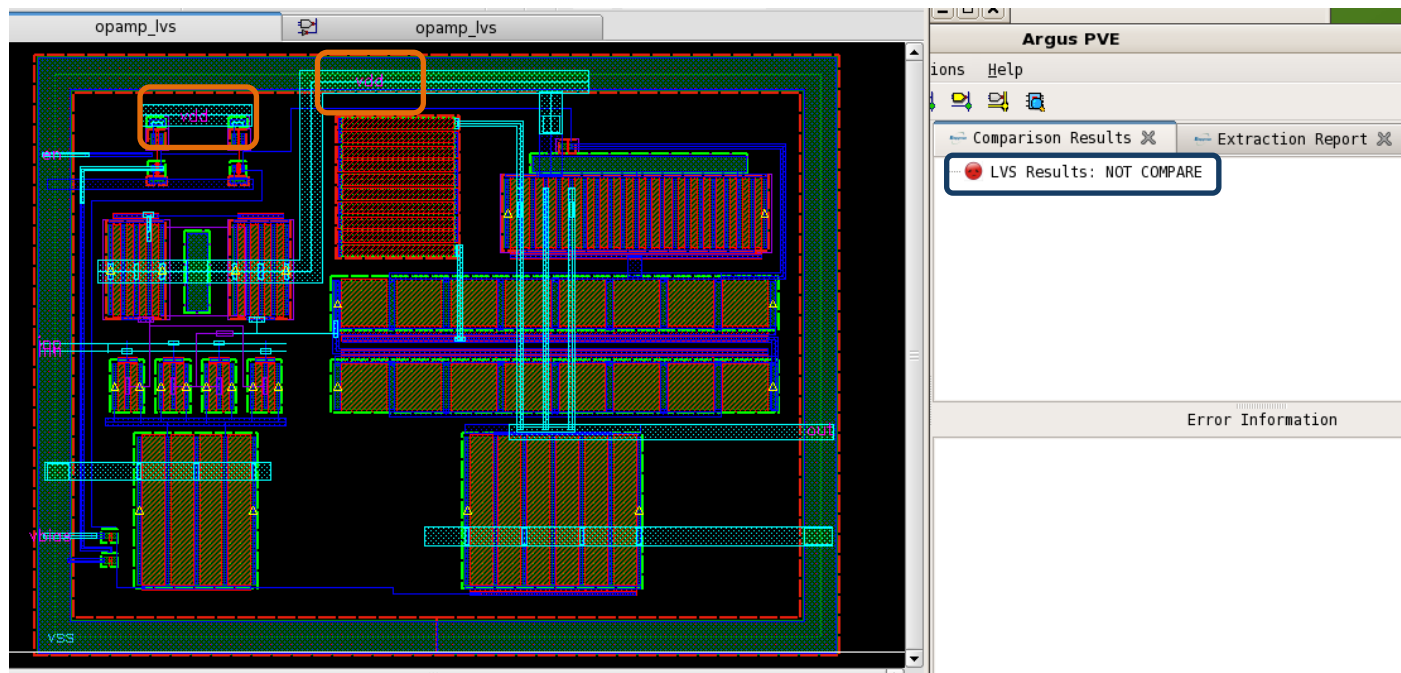 opamp_lvs
opamp_lvs
vdd
vdd
vss
out
Argus PVE
ions Help
Comparison Results
Extraction Report
LVS Results: NOT COMPARE
Error Information